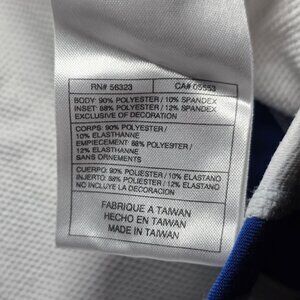 RN# 56323 CA# 05553
BODY: 90% POLYESTER / 10% SPANDEX
INSET: 88% POLYESTER / 12% SPANDEX
EXCLUSIVE OF DECORATION
CORPS: 90% POLYESTER /
10% ELASTHANNE
EMPIECEMENT: 88% POLYESTER /
12% ELASTHANNE
SANS ORNEMENTS
CUERPO: 90% POLIESTER / 10% ELASTANO
INJERTO: 88% POLIESTER / 12% ELASTANO
NO INCLUYE LA DECORACION
FABRIQUE A TAIWAN
HECHO EN TAIWAN
MADE IN TAIWAN